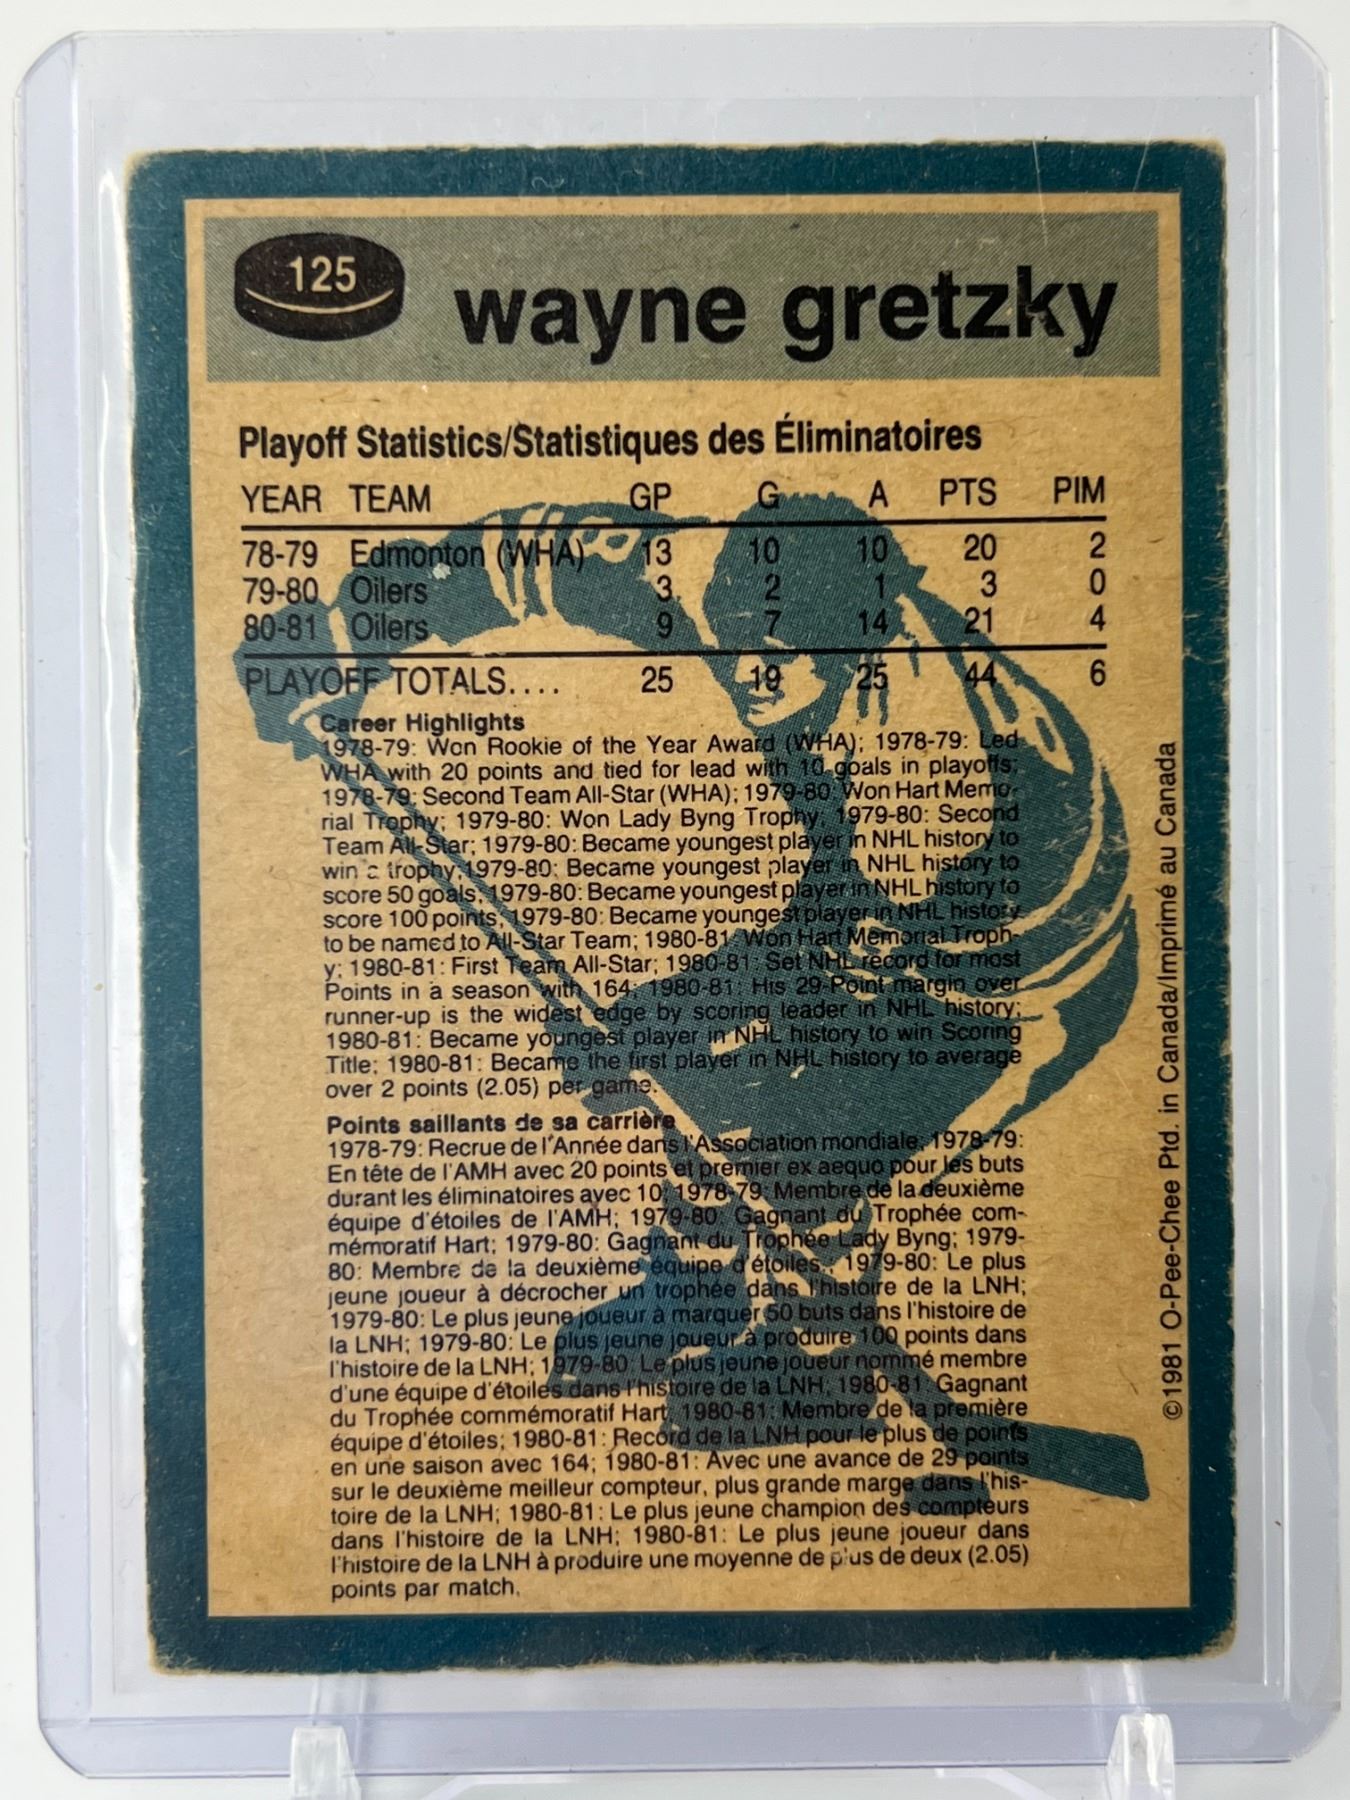 125
wayne gretzky
Playoff Statistics/Statistiques des Éliminatoires
YEAR TEAM GP G A PTS PIM
78-79 Edmonton (WHA) 13 10 10 20 2
79-80 Oilers 3 2 1 3 0
80-81 Oilers 9 7 14 21 4
PLAYOFF TOTALS.... 25 19 25 44 6
Career Highlights
1978-79: Won Rookie of the Year Award (WHA); 1978-79: Led
WHA with 20 points and tied for lead with 10 goals in playoffs;
1978-79: Second Team All-Star (WHA); 1979-80: Won Hart Memo-
rial Trophy; 1979-80: Won Lady Byng Trophy; 1979-80: Second
Team All-Star; 1979-80: Became youngest player in NHL history to
win a trophy; 1979-80: Became youngest player in NHL history to
score 50 goals; 1979-80: Became youngest player in NHL history to
score 100 points; 1979-80: Became youngest player in NHL history
to be named to All-Star Team; 1980-81: Won Hart Memorial Troph-
y; 1980-81: First Team All-Star; 1980-81: Set NHL record for most
Points in a season with 164; 1980-81: His 29-Point margin over
runner-up is the widest edge by scoring leader in NHL history;
1980-81: Became youngest player in NHL history to win Scoring
Title; 1980-81: Became the first player in NHL history to average
over 2 points (2.05) per game.
Points saillants de sa carrière
1978-79: Recrue de l'Année dans l'Association mondiale; 1978-79:
En tête de l'AMH avec 20 points et premier ex aequo pour les buts
durant les éliminatoires avec 10; 1978-79: Membre de la deuxième
équipe d'étoiles de l'AMH; 1979-80: Gagnant du Trophée com-
mémoratif Hart; 1979-80: Gagnant du Trophée Lady Byng; 1979-
80: Membre de la deuxième équipe d'étoiles.; 1979-80: Le plus
jeune joueur à décrocher un trophée dans l'histoire de la LNH;
1979-80: Le plus jeune joueur à marquer 50 buts dans l'histoire de
la LNH; 1979-80: Le plus jeune joueur à produire 100 points dans
l'histoire de la LNH; 1979-80: Le plus jeune joueur nommé membre
d'une équipe d'étoiles dans l'histoire de la LNH; 1980-81: Gagnant
du Trophée commémoratif Hart; 1980-81: Membre de la première
équipe d'étoiles; 1980-81: Record de la LNH pour le plus de points
en une saison avec 164; 1980-81: Avec une avance de 29 points
sur le deuxième meilleur compteur, plus grande marge dans l'his-
toire de la LNH; 1980-81: Le plus jeune champion des compteurs
dans l'histoire de la LNH; 1980-81: Le plus jeune joueur dans
l'histoire de la LNH à produire une moyenne de plus de deux (2.05)
points par match.
©1981 O-Pee-Chee Ptd. in Canada/Imprimé au Canada